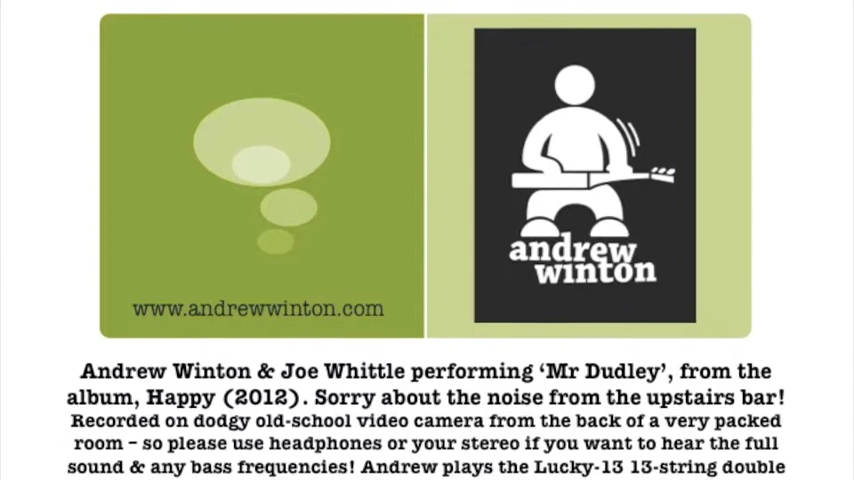 www.andrewwinton.com
andrew
winton
Andrew Winton & Joe Whittle performing ‘Mr Dudley’, from the
album, Happy (2012). Sorry about the noise from the upstairs bar!
Recorded on dodgy old-school video camera from the back of a very packed
room – so please use headphones or your stereo if you want to hear the full
sound & any bass frequencies! Andrew plays the Lucky-13 13-string double